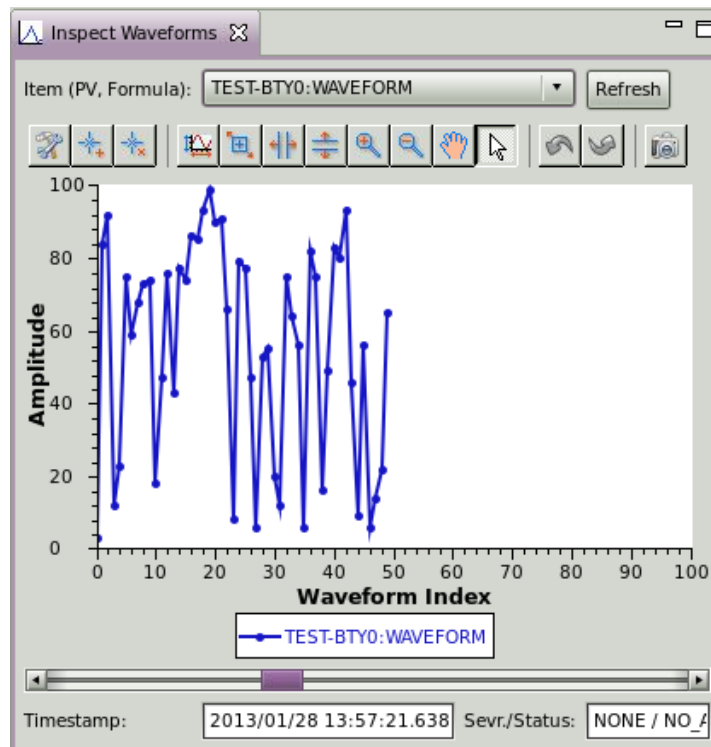 Inspect Waveforms
Item (PV, Formula): TEST-BTY0:WAVEFORM Refresh
100
80
60
40
20
0
Amplitude
0 10 20 30 40 50 60 70 80 90 100
Waveform Index
TEST-BTY0:WAVEFORM
Timestamp: 2013/01/28 13:57:21.638 Sevr./Status: NONE / NO_